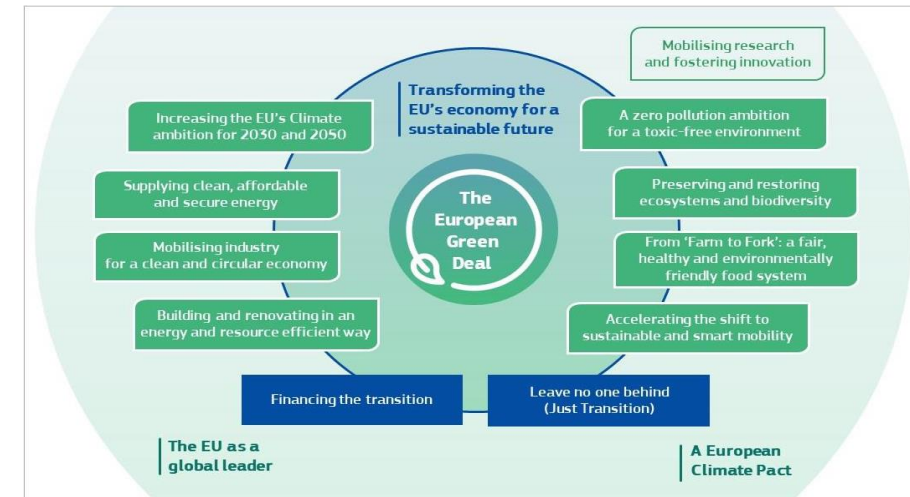 Mobilising research
and fostering innovation
Transforming the
EU's economy for a
sustainable future
Increasing the EU's Climate
ambition for 2030 and 2050
A zero pollution ambition
for a toxic-free environment
Supplying clean, affordable
and secure energy
Preserving and restoring
ecosystems and biodiversity
The
European
Green
Deal
Mobilising industry
for a clean and circular economy
From 'Farm to Fork': a fair,
healthy and environmentally
friendly food system
Building and renovating in an
energy and resource efficient way
Accelerating the shift to
sustainable and smart mobility
Financing the transition
Leave no one behind
(Just Transition)
The EU as a
global leader
A European
Climate Pact